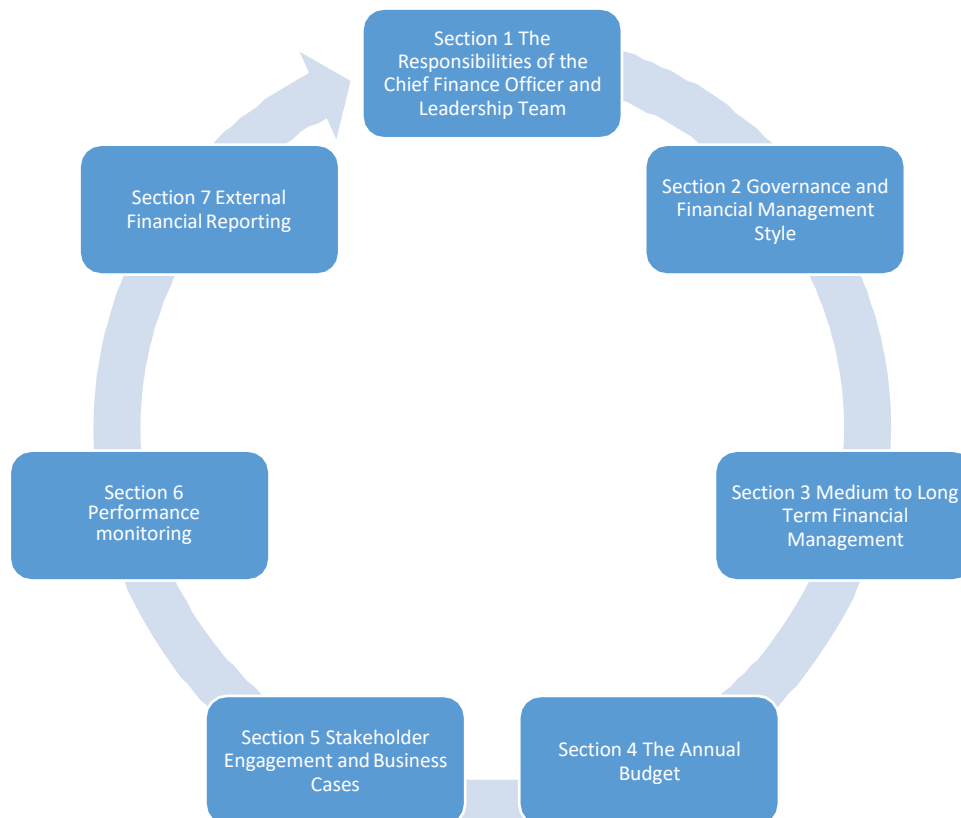 Section 1 The
Responsibilities of the
Chief Finance Officer and
Leadership Team
Section 2 Governance and
Financial Management
Style
Section 3 Medium to Long
Term Financial
Management
Section 4 The Annual
Budget
Section 5 Stakeholder
Engagement and Business
Cases
Section 6
Performance
monitoring
Section 7 External
Financial Reporting